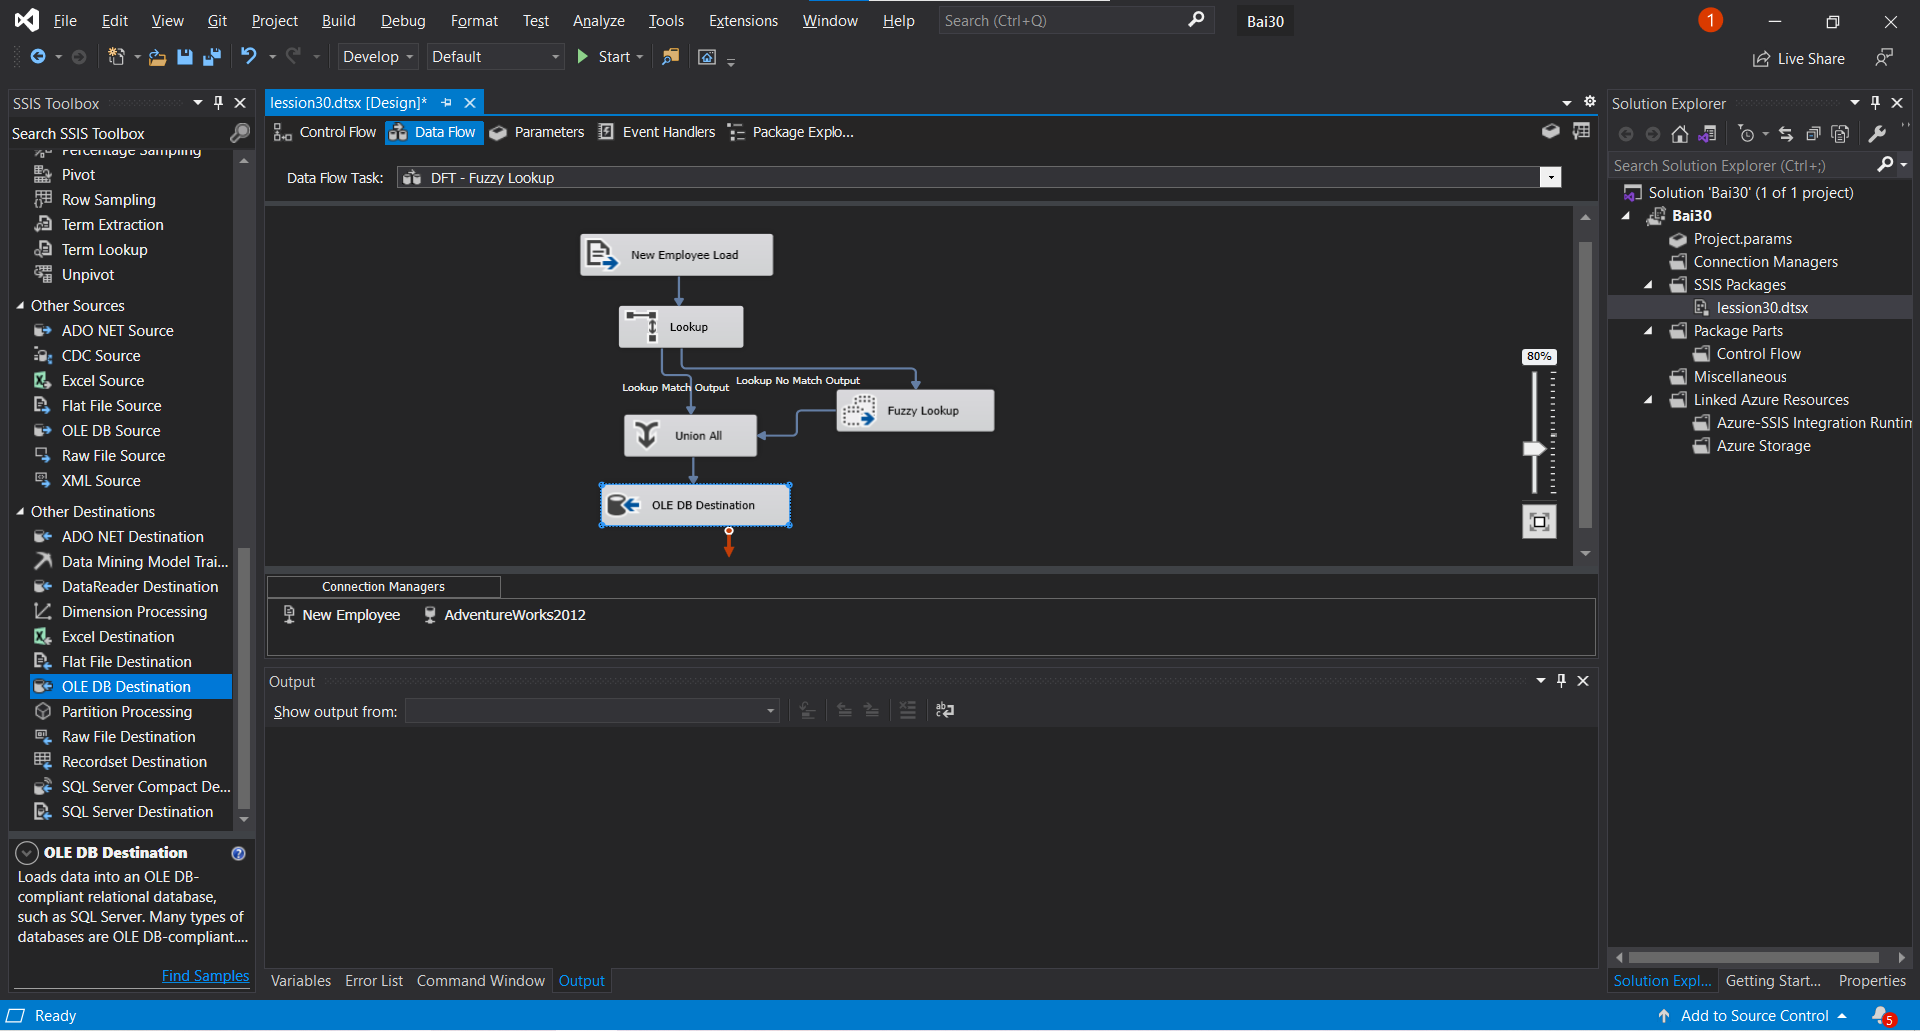 File Edit View Git Project Build Debug Format Test Analyze Tools Extensions Window Help Search (Ctrl+Q) Bai30 1
Develop Default Start Live Share
SSIS Toolbox
Search SSIS Toolbox
Percentage Sampling
Pivot
Row Sampling
Term Extraction
Term Lookup
Unpivot
Other Sources
ADO NET Source
CDC Source
Excel Source
Flat File Source
OLE DB Source
Raw File Source
XML Source
Other Destinations
ADO NET Destination
Data Mining Model Trai...
DataReader Destination
Dimension Processing
Excel Destination
Flat File Destination
OLE DB Destination
Partition Processing
Raw File Destination
Recordset Destination
SQL Server Compact De...
SQL Server Destination
OLE DB Destination
Loads data into an OLE DB-
compliant relational database,
such as SQL Server. Many types of
databases are OLE DB-compliant....
Find Samples
lession30.dtsx [Design]*
Control Flow Data Flow Parameters Event Handlers Package Explo...
Data Flow Task: DFT - Fuzzy Lookup
New Employee Load
Lookup
Lookup Match Output
Lookup No Match Output
Fuzzy Lookup
Union All
OLE DB Destination
80%
Connection Managers
New Employee AdventureWorks2012
Output
Show output from:
Variables Error List Command Window Output
Solution Explorer
Search Solution Explorer (Ctrl+;)
Solution 'Bai30' (1 of 1 project)
Bai30
Project.params
Connection Managers
SSIS Packages
lession30.dtsx
Package Parts
Control Flow
Miscellaneous
Linked Azure Resources
Azure-SSIS Integration Runtim
Azure Storage
Solution Expl... Getting Start... Properties
Ready Add to Source Control 5